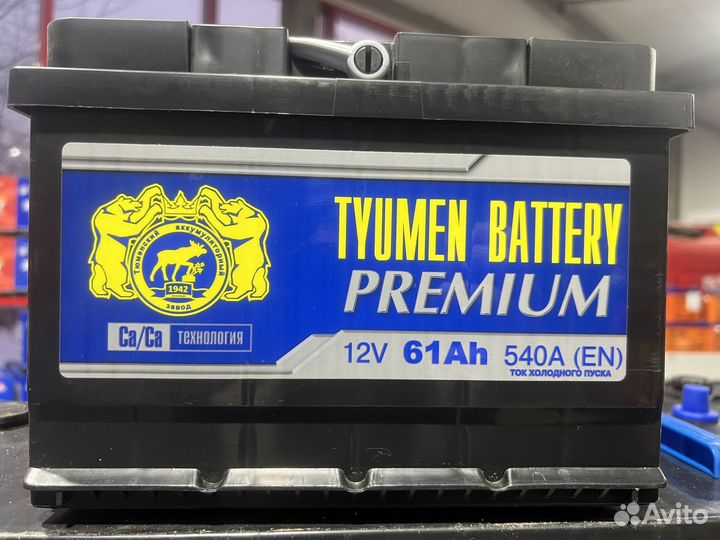 Тюменский аккумуляторный
завод
1942
TYUMEN BATTERY
PREMIUM
Ca/Ca технология
12V 61Ah 540A (EN)
ТОК ХОЛОДНОГО ПУСКА
Avito